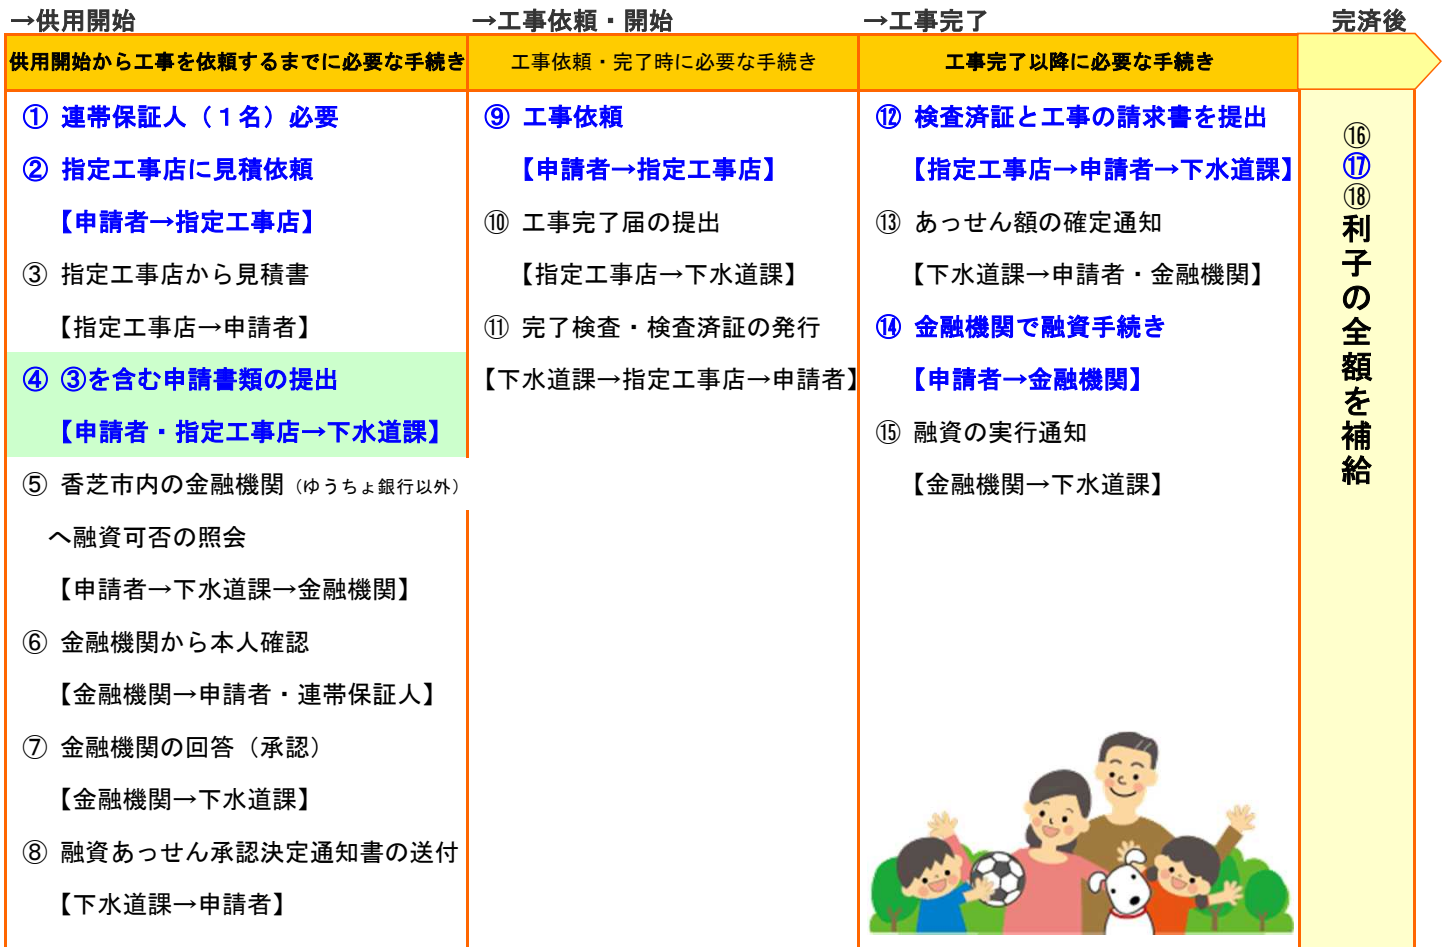 →供用開始
→工事依頼・開始
→工事完了
完済後
供用開始から工事を依頼するまでに必要な手続き
工事依頼・完了時に必要な手続き
工事完了以降に必要な手続き
① 連帯保証人（１名）必要
② 指定工事店に見積依頼
【申請者→指定工事店】
③ 指定工事店から見積書
【指定工事店→申請者】
④ ③を含む申請書類の提出
【申請者・指定工事店→下水道課】
⑤ 香芝市内の金融機関（ゆうちょ銀行以外）
へ融資可否の照会
【申請者→下水道課→金融機関】
⑥ 金融機関から本人確認
【金融機関→申請者・連帯保証人】
⑦ 金融機関の回答（承認）
【金融機関→下水道課】
⑧ 融資あっせん承認決定通知書の送付
【下水道課→申請者】
⑨ 工事依頼
【申請者→指定工事店】
⑩ 工事完了届の提出
【指定工事店→下水道課】
⑪ 完了検査・検査済証の発行
【下水道課→指定工事店→申請者】
⑫ 検査済証と工事の請求書を提出
【指定工事店→申請者→下水道課】
⑬ あっせん額の確定通知
【下水道課→申請者・金融機関】
⑭ 金融機関で融資手続き
【申請者→金融機関】
⑮ 融資の実行通知
【金融機関→下水道課】
⑯⑰⑱利子の全額を補給